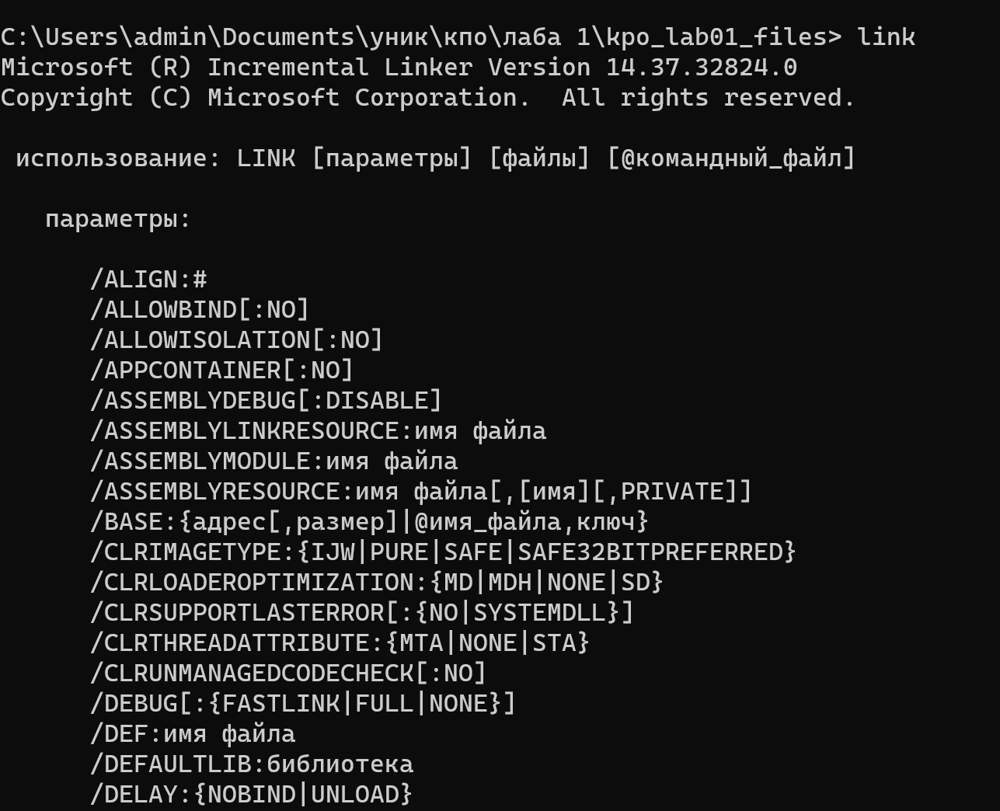 C:\Users\admin\Documents\уник\кпо\лаба 1\kpo_lab01_files> link
Microsoft (R) Incremental Linker Version 14.37.32824.0
Copyright (C) Microsoft Corporation.  All rights reserved.
использование: LINK [параметры] [файлы] [@командный_файл]
параметры:
/ALIGN:#
/ALLOWBIND[:NO]
/ALLOWISOLATION[:NO]
/APPCONTAINER[:NO]
/ASSEMBLYDEBUG[:DISABLE]
/ASSEMBLYLINKRESOURCE:имя файла
/ASSEMBLYMODULE:имя файла
/ASSEMBLYRESOURCE:имя файла[,[имя][,PRIVATE]]
/BASE:{адрес[,размер]|@имя_файла,ключ}
/CLRIMAGETYPE:{IJW|PURE|SAFE|SAFE32BITPREFERRED}
/CLRLOADEROPTIMIZATION:{MD|MDH|NONE|SD}
/CLRSUPPORTLASTERROR[:{NO|SYSTEMDLL}]
/CLRTHREADATTRIBUTE:{MTA|NONE|STA}
/CLRUNMANAGEDCODECHECK[:NO]
/DEBUG[:{FASTLINK|FULL|NONE}]
/DEF:имя файла
/DEFAULTLIB:библиотека
/DELAY:{NOBIND|UNLOAD}